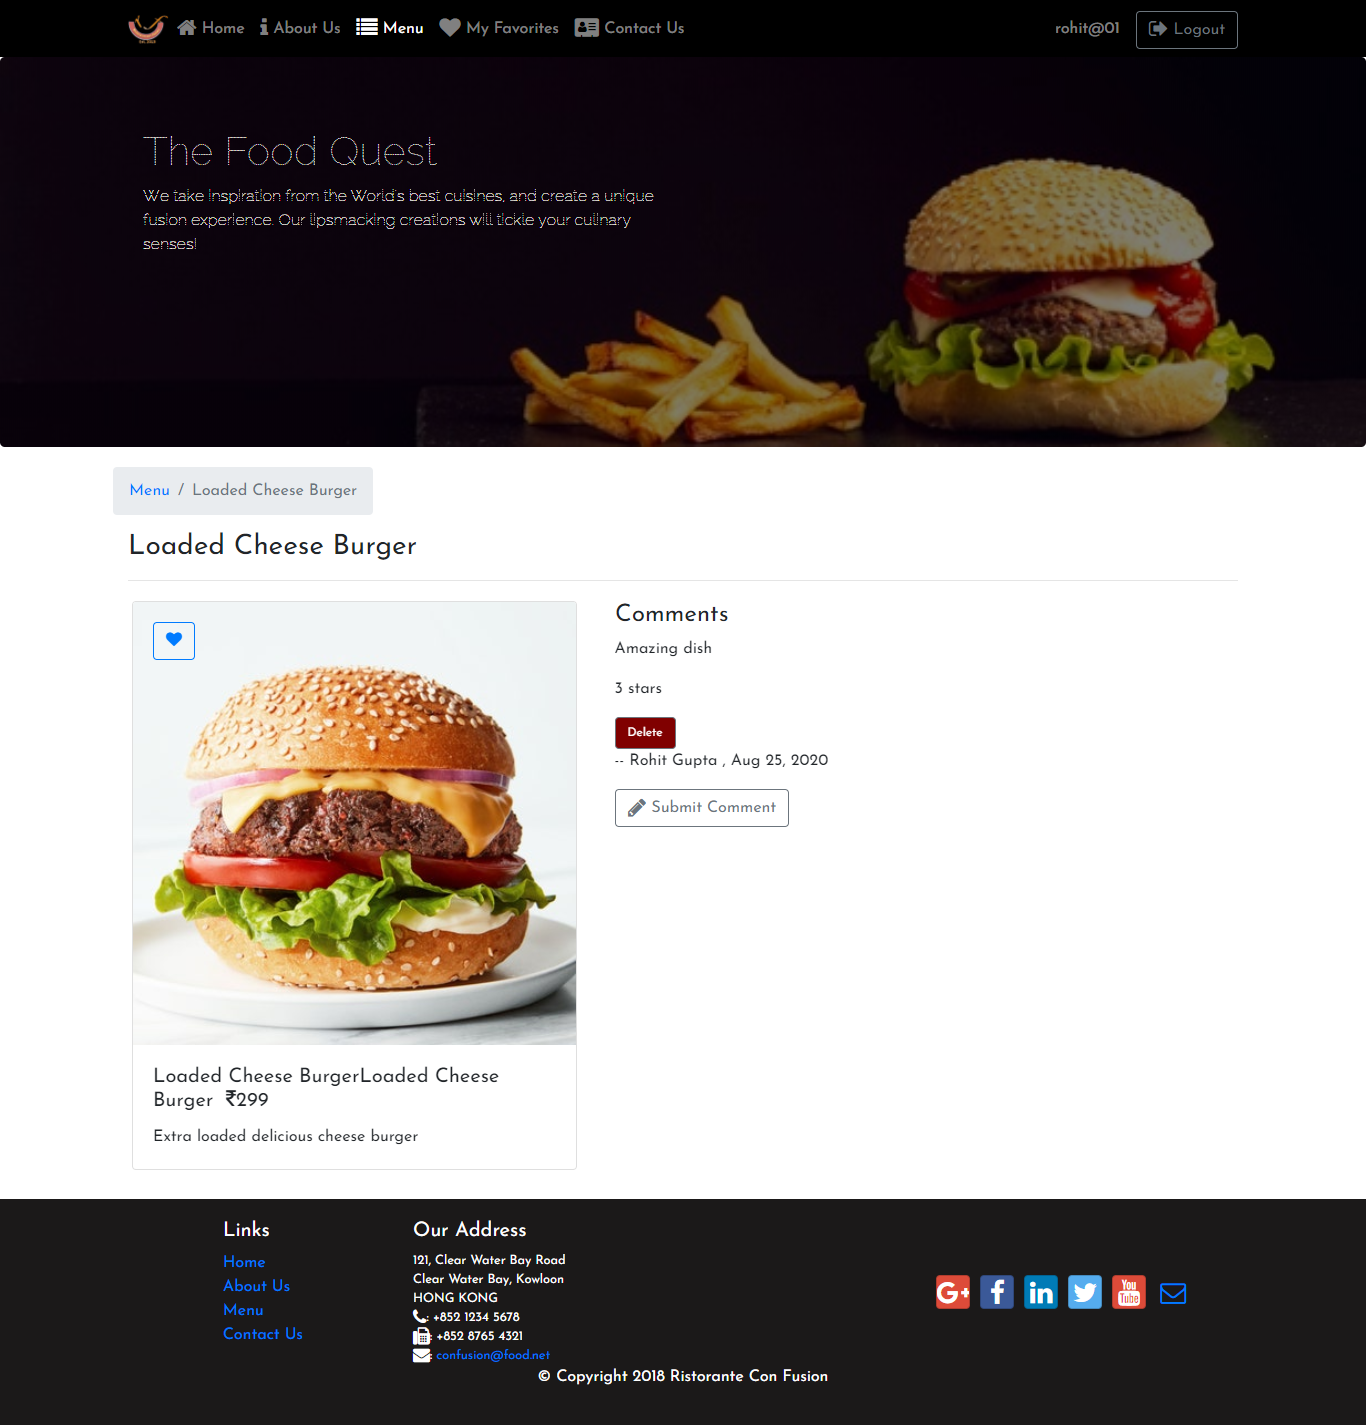 Home About Us Menu My Favorites Contact Us rohit@01 Logout
The Food Quest
We take inspiration from the World's best cuisines, and create a unique
fusion experience. Our lipsmacking creations will tickle your culinary
senses!
Menu / Loaded Cheese Burger
Loaded Cheese Burger
Comments
Amazing dish
3 stars
Delete
-- Rohit Gupta , Aug 25, 2020
Submit Comment
Loaded Cheese BurgerLoaded Cheese
Burger ₹299
Extra loaded delicious cheese burger
Links
Home
About Us
Menu
Contact Us
Our Address
121, Clear Water Bay Road
Clear Water Bay, Kowloon
HONG KONG
: +852 1234 5678
: +852 8765 4321
: confusion@food.net
G+ f in You Tube
© Copyright 2018 Ristorante Con Fusion